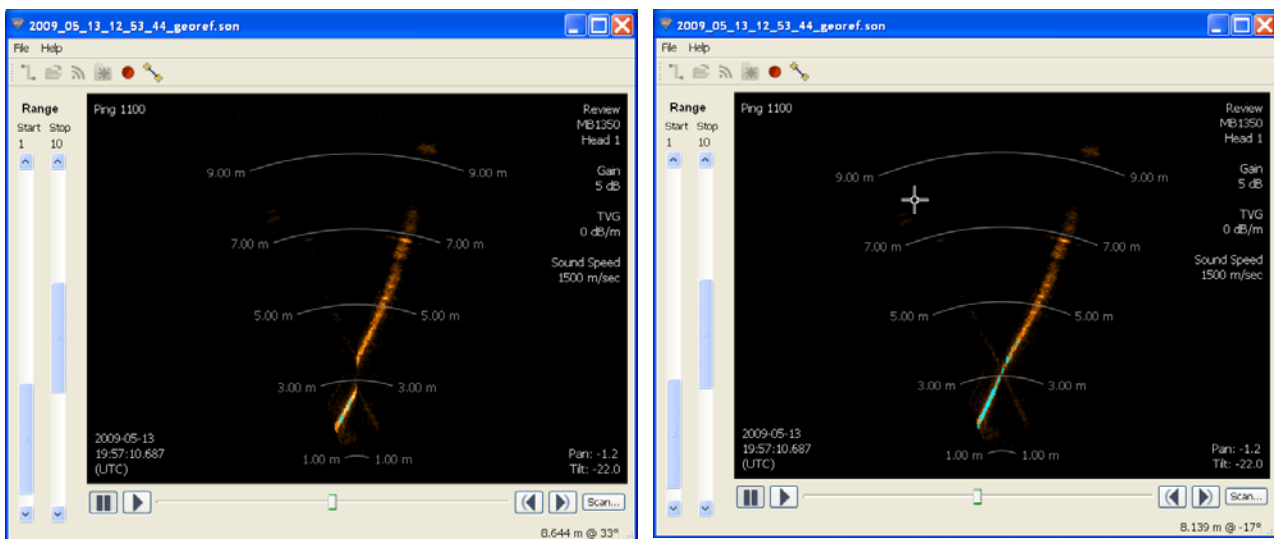 2009_05_13_12_53_44_georef.son
File Help
Range
Start Stop
1 10
Ping 1100
Review
MB1350
Head 1
Gain
5 dB
TVG
0 dB/m
Sound Speed
1500 m/sec
9.00 m 9.00 m
7.00 m 7.00 m
5.00 m 5.00 m
3.00 m 3.00 m
1.00 m 1.00 m
2009-05-13
19:57:10.687
(UTC)
Pan: -1.2
Tilt: -22.0
Scan...
8.644 m @ 33°
2009_05_13_12_53_44_georef.son
File Help
Range
Start Stop
1 10
Ping 1100
Review
MB1350
Head 1
Gain
5 dB
TVG
0 dB/m
Sound Speed
1500 m/sec
9.00 m 9.00 m
7.00 m 7.00 m
5.00 m 5.00 m
3.00 m 3.00 m
1.00 m 1.00 m
2009-05-13
19:57:10.687
(UTC)
Pan: -1.2
Tilt: -22.0
Scan...
8.139 m @ -17°